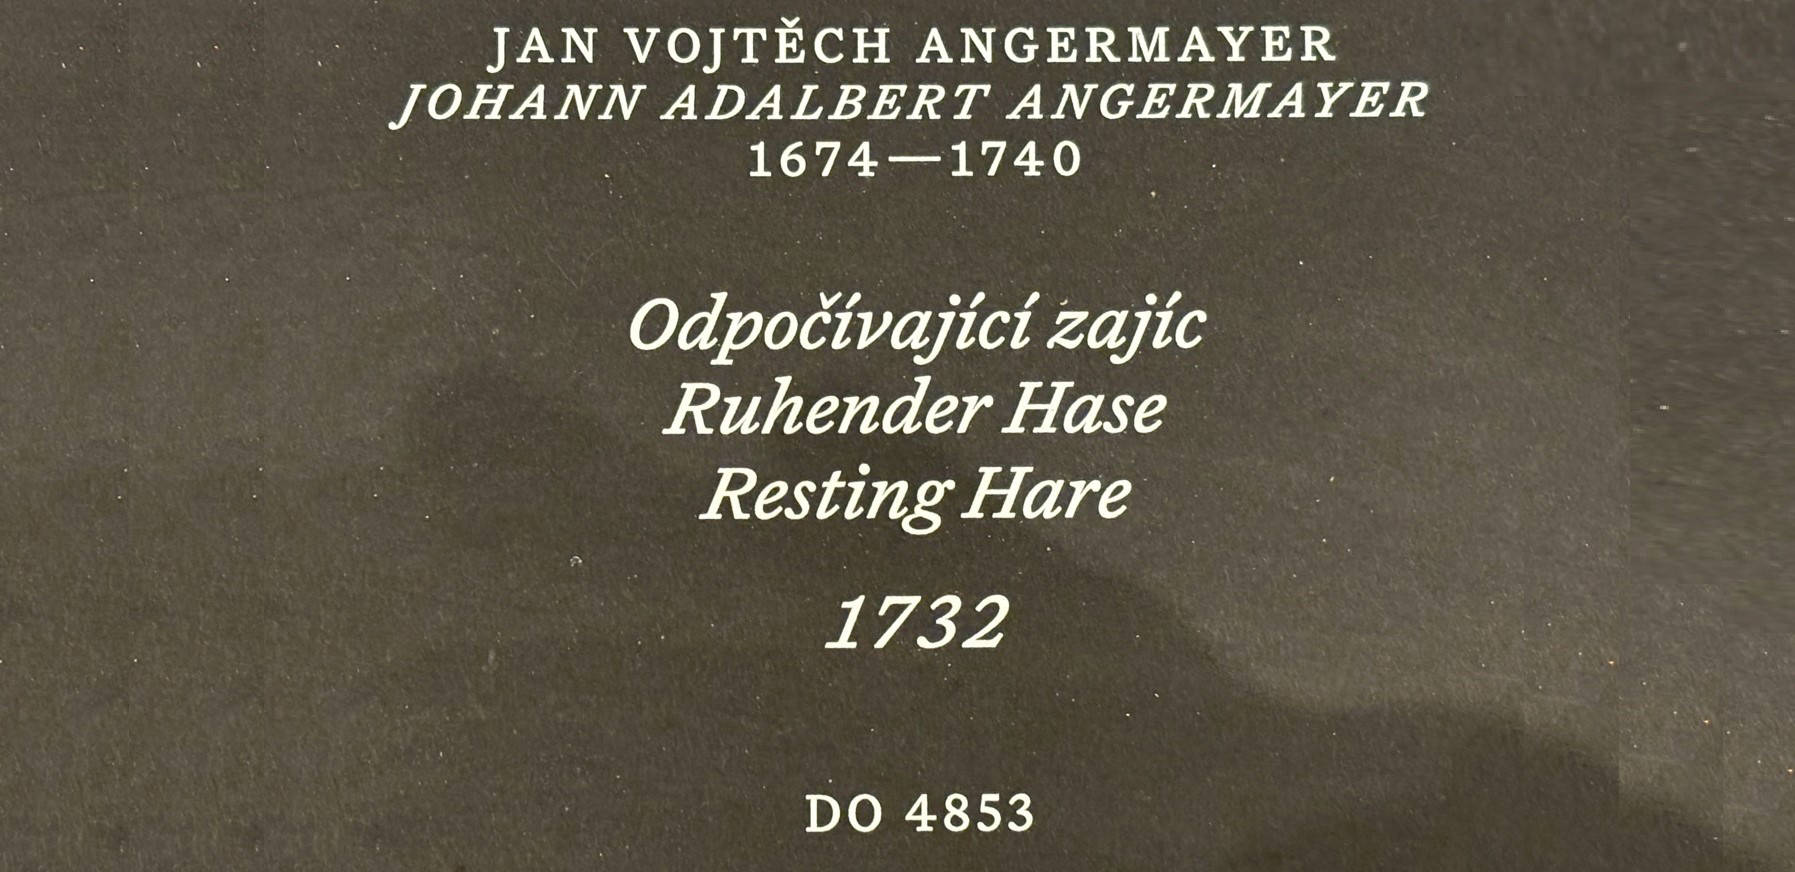 JAN VOJTĚCH ANGERMAYER
JOHANN ADALBERT ANGERMAYER
1674—1740
Odpočívající zajíc
Ruhender Hase
Resting Hare
1732
DO 4853